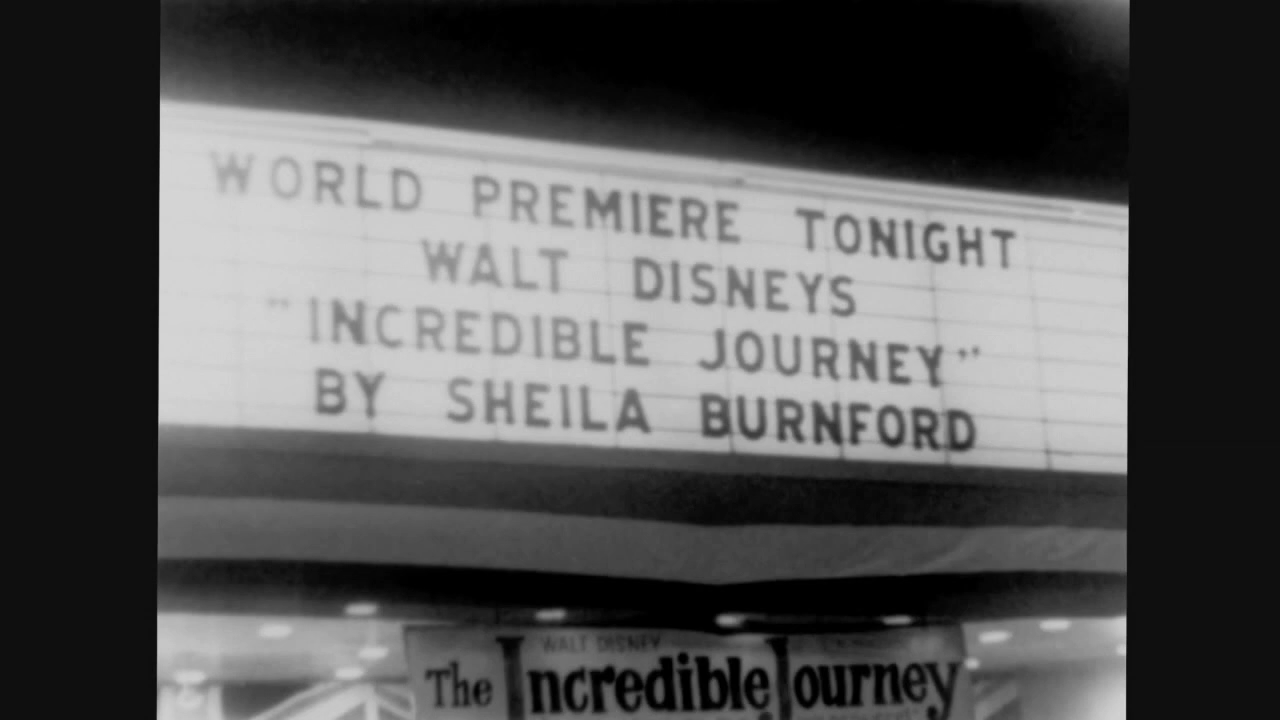 WORLD PREMIERE TONIGHT
WALT DISNEYS
"INCREDIBLE JOURNEY"
BY SHEILA BURNFORD
WALT DISNEY
The Incredible Journey